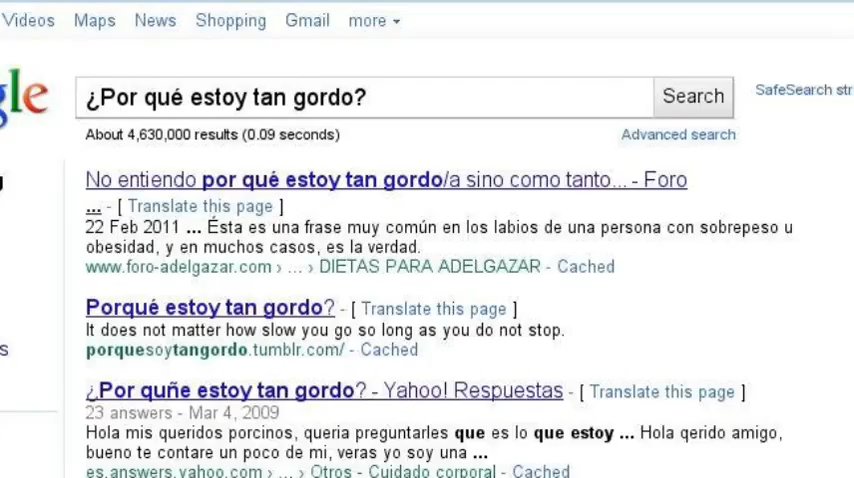 Videos Maps News Shopping Gmail more
gle ¿Por qué estoy tan gordo? Search SafeSearch str
About 4,630,000 results (0.09 seconds) Advanced search
No entiendo por qué estoy tan gordo/a sino como tanto... - Foro
... - [ Translate this page ]
22 Feb 2011 ... Ésta es una frase muy común en los labios de una persona con sobrepeso u
obesidad, y en muchos casos, es la verdad.
www.foro-adelgazar.com › ... › DIETAS PARA ADELGAZAR - Cached
Porqué estoy tan gordo? - [ Translate this page ]
It does not matter how slow you go so long as you do not stop.
porquesoytangordo.tumblr.com/ - Cached
¿Por quñe estoy tan gordo? - Yahoo! Respuestas - [ Translate this page ]
23 answers - Mar 4, 2009
Hola mis queridos porcinos, queria preguntarles que es lo que estoy ... Hola qerido amigo,
bueno te contare un poco de mi, veras yo soy una ...
es.answers.yahoo.com › ... › Otros - Cuidado corporal - Cached